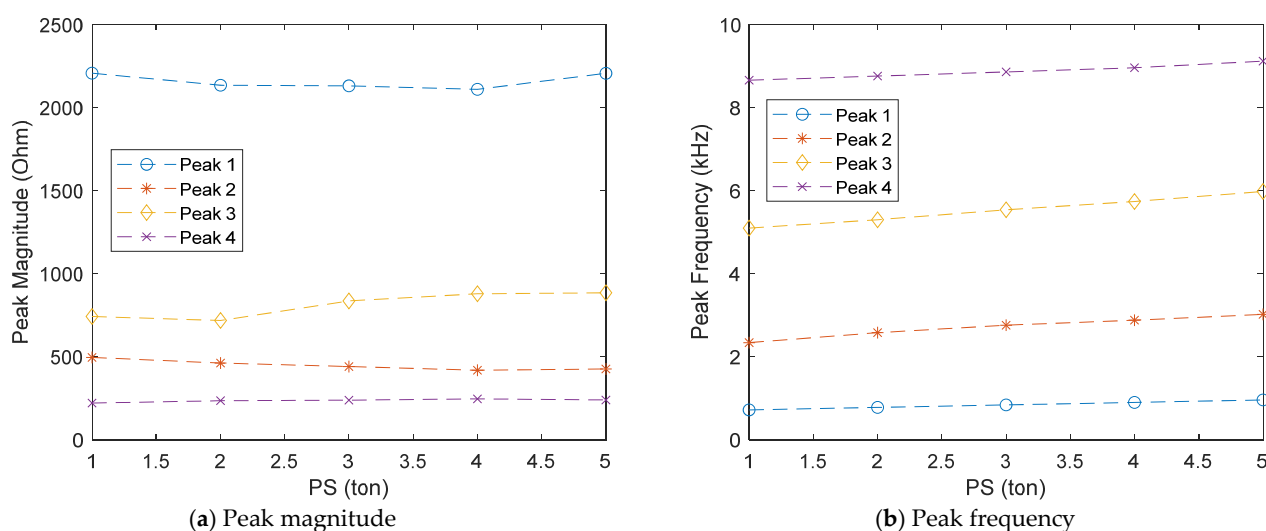 2500
2000
1500
1000
500
0
Peak Magnitude (Ohm)
Peak 1
Peak 2
Peak 3
Peak 4
1 1.5 2 2.5 3 3.5 4 4.5 5
PS (ton)
(a) Peak magnitude
10
8
6
4
2
0
Peak Frequency (kHz)
Peak 1
Peak 2
Peak 3
Peak 4
1 1.5 2 2.5 3 3.5 4 4.5 5
PS (ton)
(b) Peak frequency